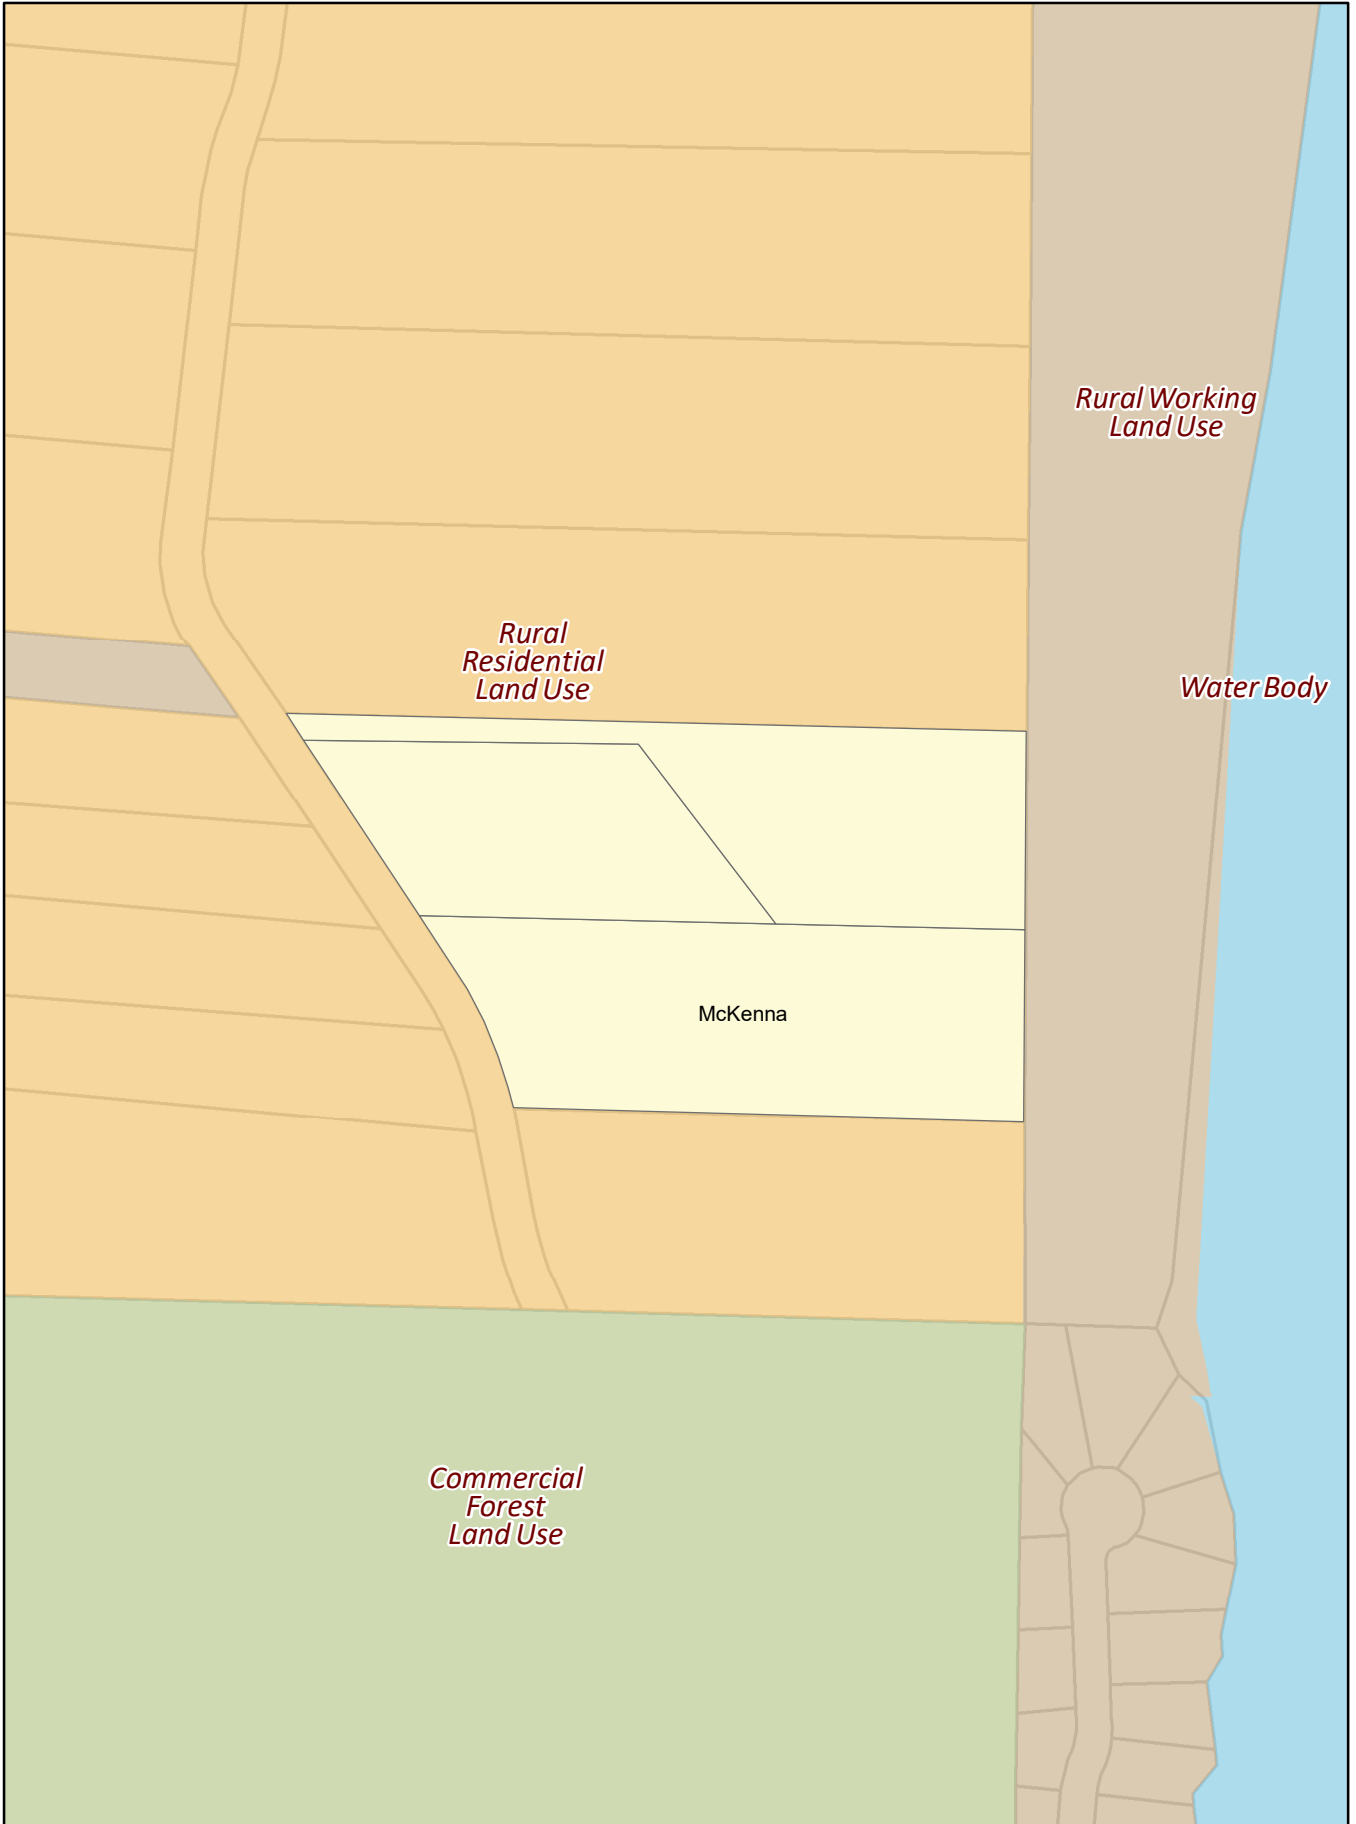 Rural Working
Land Use
Rural
Residential
Land Use
Water Body
McKenna
Commercial
Forest
Land Use